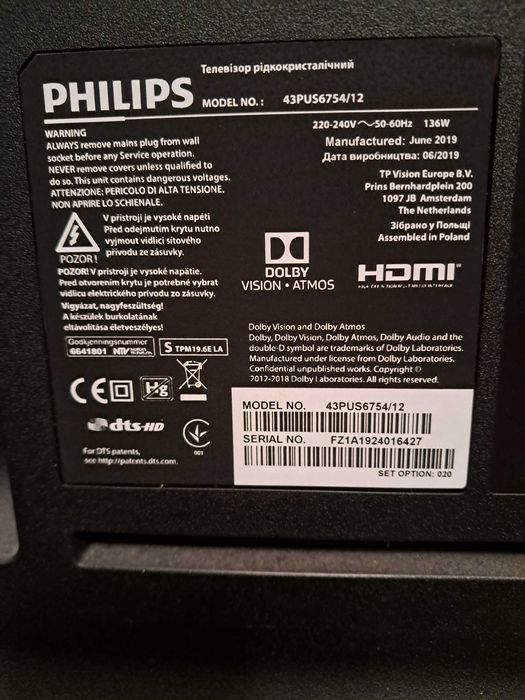 Телевізор рідкокристалічний
PHILIPS MODEL NO. : 43PUS6754/12
220-240V ~ 50-60Hz 136W
Manufactured: June 2019
Дата виробництва: 06/2019
WARNING
ALWAYS remove mains plug from wall
socket before any Service operation.
NEVER remove covers unless qualified to
do so. This unit contains dangerous voltages.
ATTENZIONE: PERICOLO DI ALTA TENSIONE.
NON APRIRE LO SCHIENALE.
TP Vision Europe B.V.
Prins Bernhardplein 200
1097 JB Amsterdam
The Netherlands
Зібрано у Польщі
Assembled in Poland
V přístroji je vysoké napětí
Před odejmutím krytu nutno
vyjmout vidlici síťového
přívodu ze zásuvky.
POZOR!
POZOR! V prístroji je vysoké napätie.
Pred otvorením krytu je potrebné vybrat
vidlicu elektrického prívodu zo zásuvky.
Vigyázat, nagyfeszültség!
A készülék burkolatának
eltávolítása életveszélyes!
DOLBY
VISION • ATMOS
HDMI
HIGH-DEFINITION MULTIMEDIA INTERFACE
Godkjenningsnummer
6641801 NTV
S TPM19.6E LA
Dolby Vision and Dolby Atmos
Dolby, Dolby Vision, Dolby Atmos, Dolby Audio and the
double-D symbol are trademarks of Dolby Laboratories.
Manufactured under license from Dolby Laboratories.
Confidential unpublished works. Copyright ©
2012-2018 Dolby Laboratories. All rights reserved.
CE Hg
dts-HD
001
For DTS patents,
see http://patents.dts.com.
MODEL NO. 43PUS6754/12
SERIAL NO. FZ1A1924016427
SET OPTION: 020